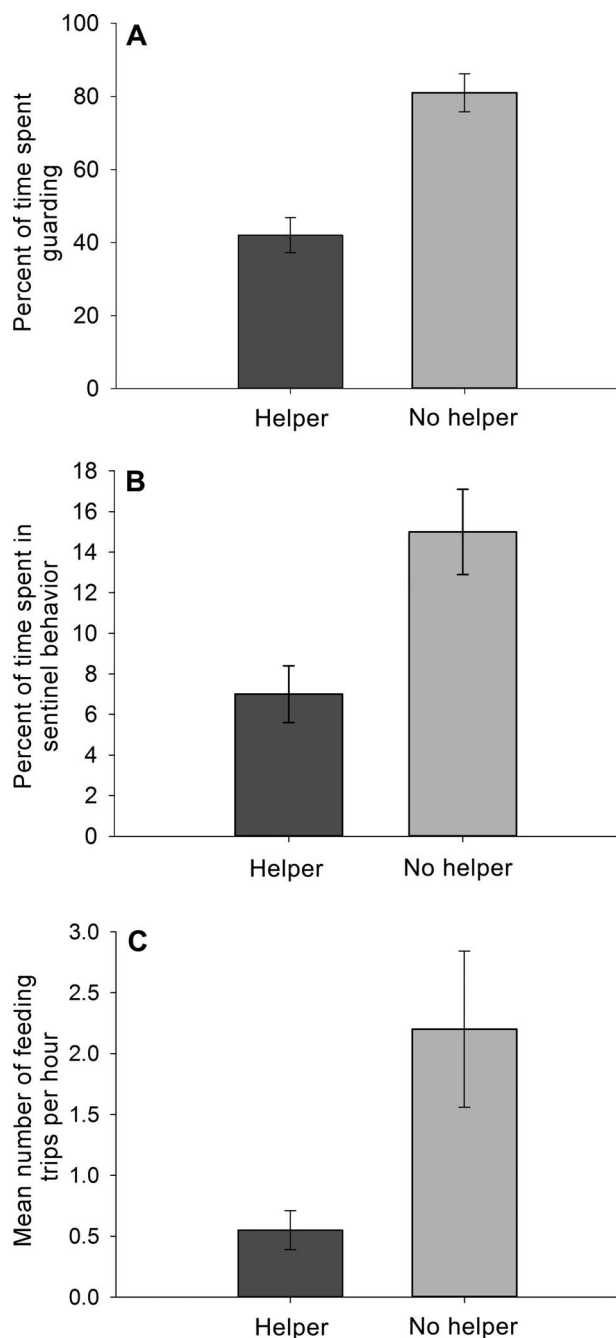 A
Percent of time spent
guarding
100
80
60
40
20
0
Helper
No helper
B
Percent of time spent in
sentinel behavior
18
16
14
12
10
8
6
4
2
0
Helper
No helper
C
Mean number of feeding
trips per hour
3.0
2.5
2.0
1.5
1.0
0.5
0.0
Helper
No helper